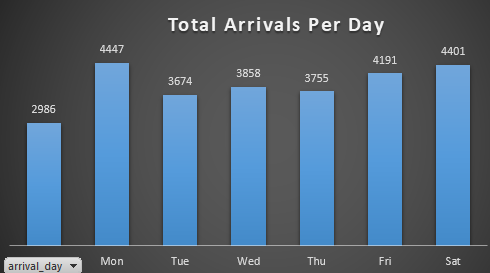 Total Arrivals Per Day
2986
4447
3674
3858
3755
4191
4401
arrival_day
Mon
Tue
Wed
Thu
Fri
Sat